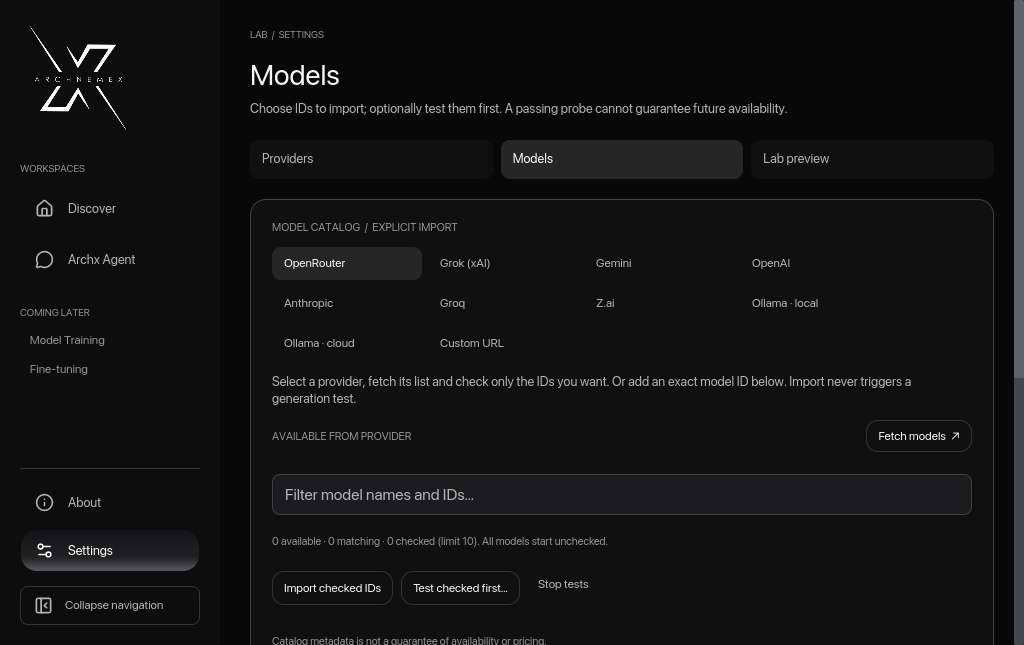 ARCHNEMEX
WORKSPACES
Discover
Archx Agent
COMING LATER
Model Training
Fine-tuning
About
Settings
Collapse navigation
LAB / SETTINGS
Models
Choose IDs to import; optionally test them first. A passing probe cannot guarantee future availability.
Providers
Models
Lab preview
MODEL CATALOG / EXPLICIT IMPORT
OpenRouter
Grok (xAI)
Gemini
OpenAI
Anthropic
Groq
Z.ai
Ollama · local
Ollama · cloud
Custom URL
Select a provider, fetch its list and check only the IDs you want. Or add an exact model ID below. Import never triggers a
generation test.
AVAILABLE FROM PROVIDER
Fetch models ↗
Filter model names and IDs...
0 available · 0 matching · 0 checked (limit 10). All models start unchecked.
Import checked IDs
Test checked first...
Stop tests
Catalog metadata is not a guarantee of availability or pricing.